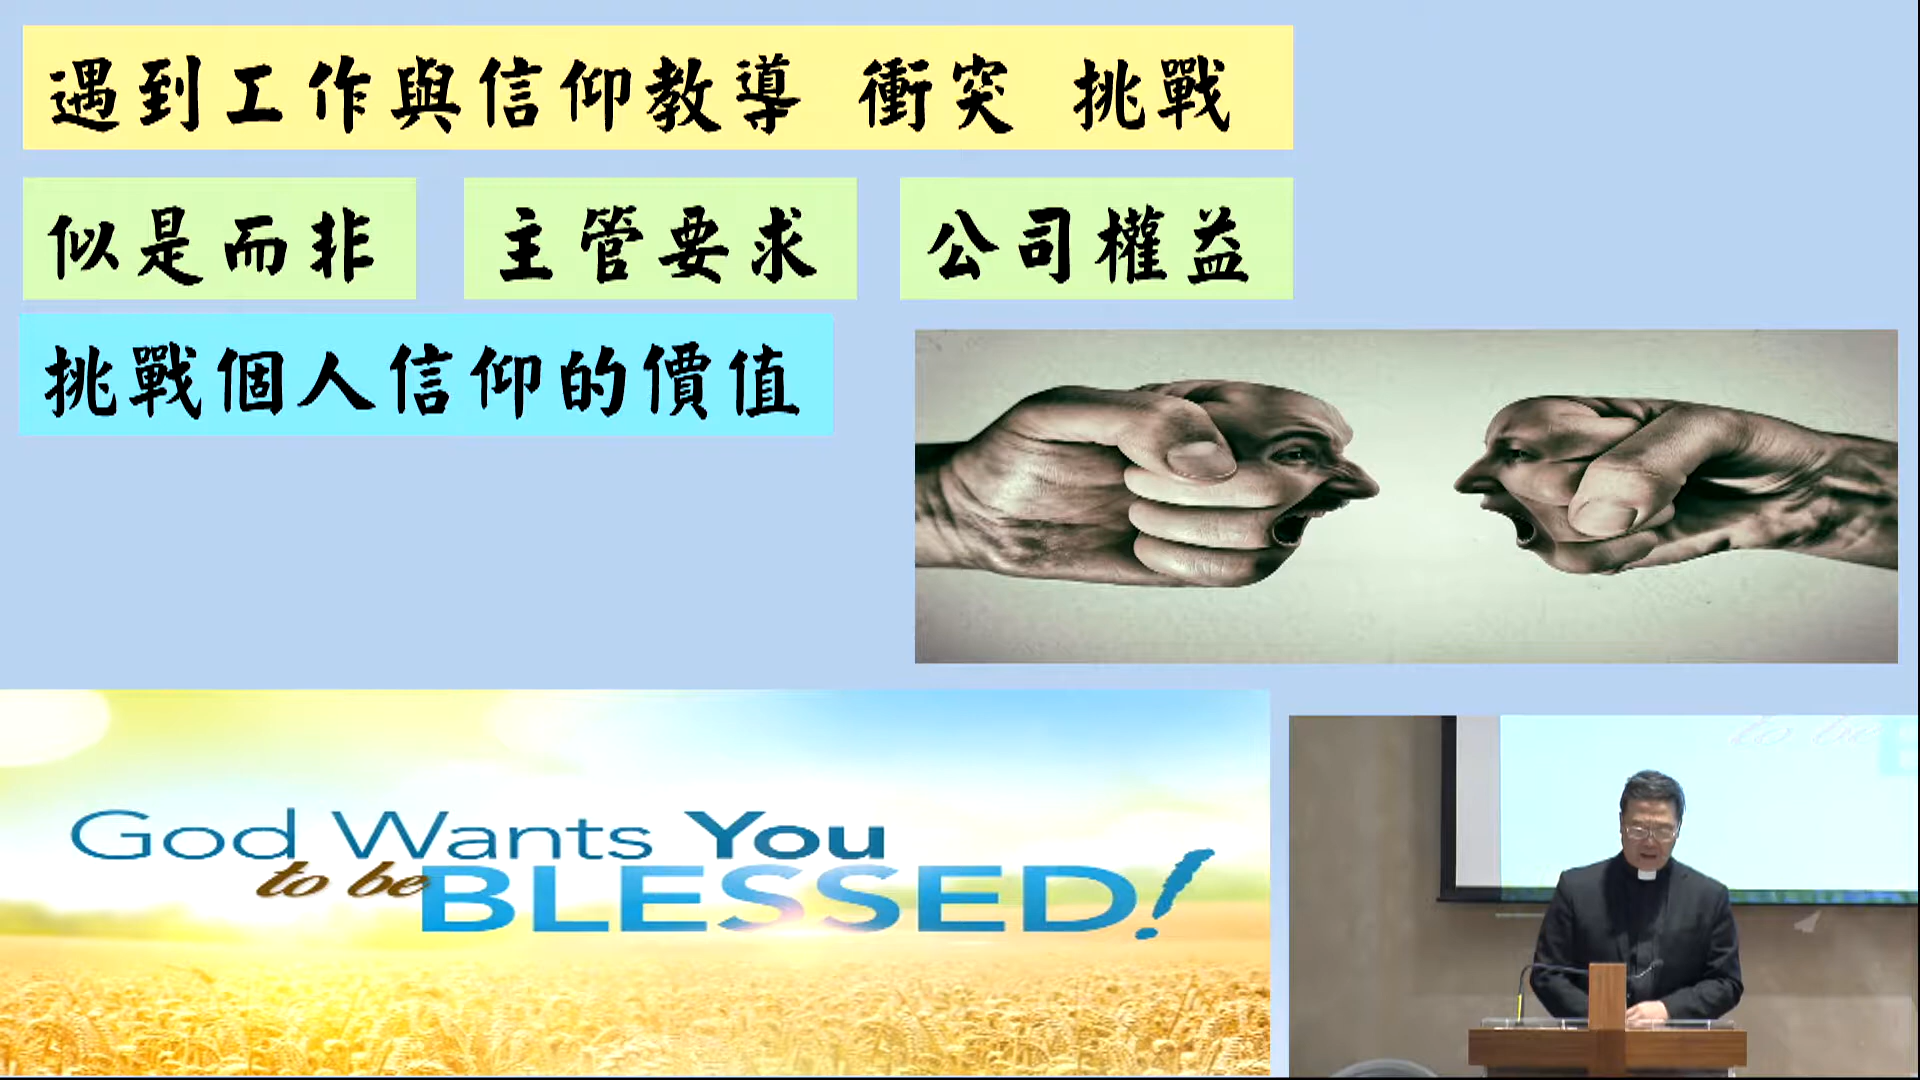 遇到工作與信仰教導 衝突 挑戰
似是而非 主管要求 公司權益
挑戰個人信仰的價值
God Wants You
to be BLESSED!
to be